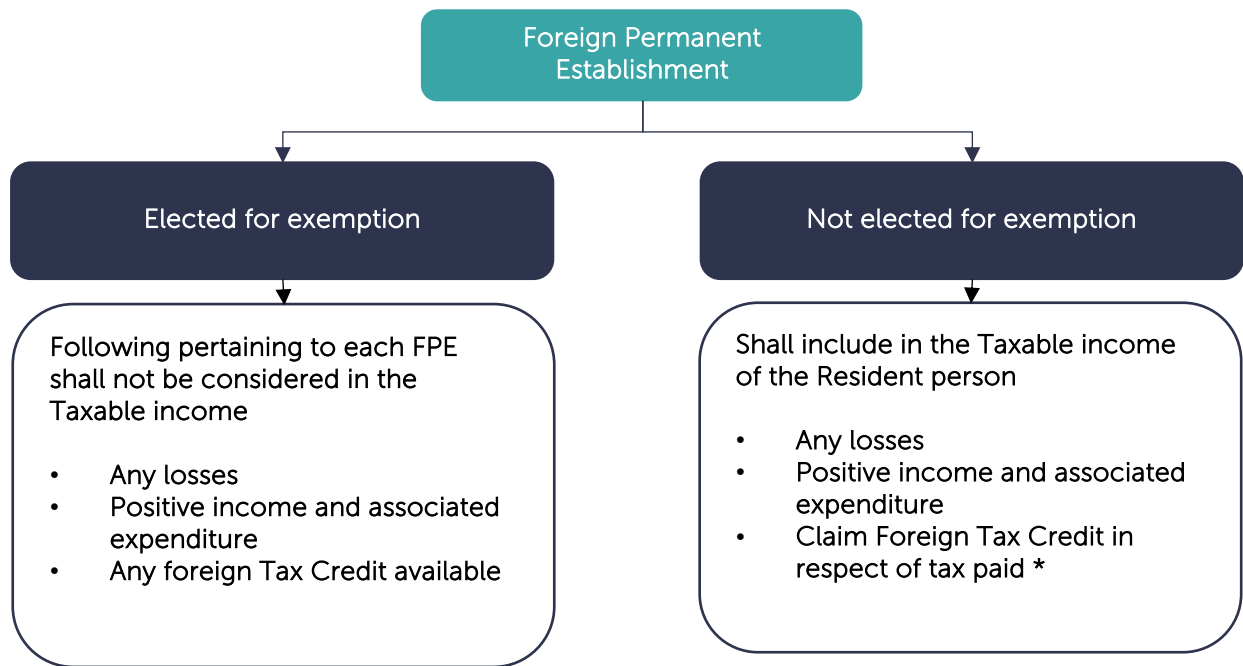 Foreign Permanent
Establishment
Elected for exemption
Not elected for exemption
Following pertaining to each FPE
shall not be considered in the
Taxable income
• Any losses
• Positive income and associated
expenditure
• Any foreign Tax Credit available
Shall include in the Taxable income
of the Resident person
• Any losses
• Positive income and associated
expenditure
• Claim Foreign Tax Credit in
respect of tax paid *